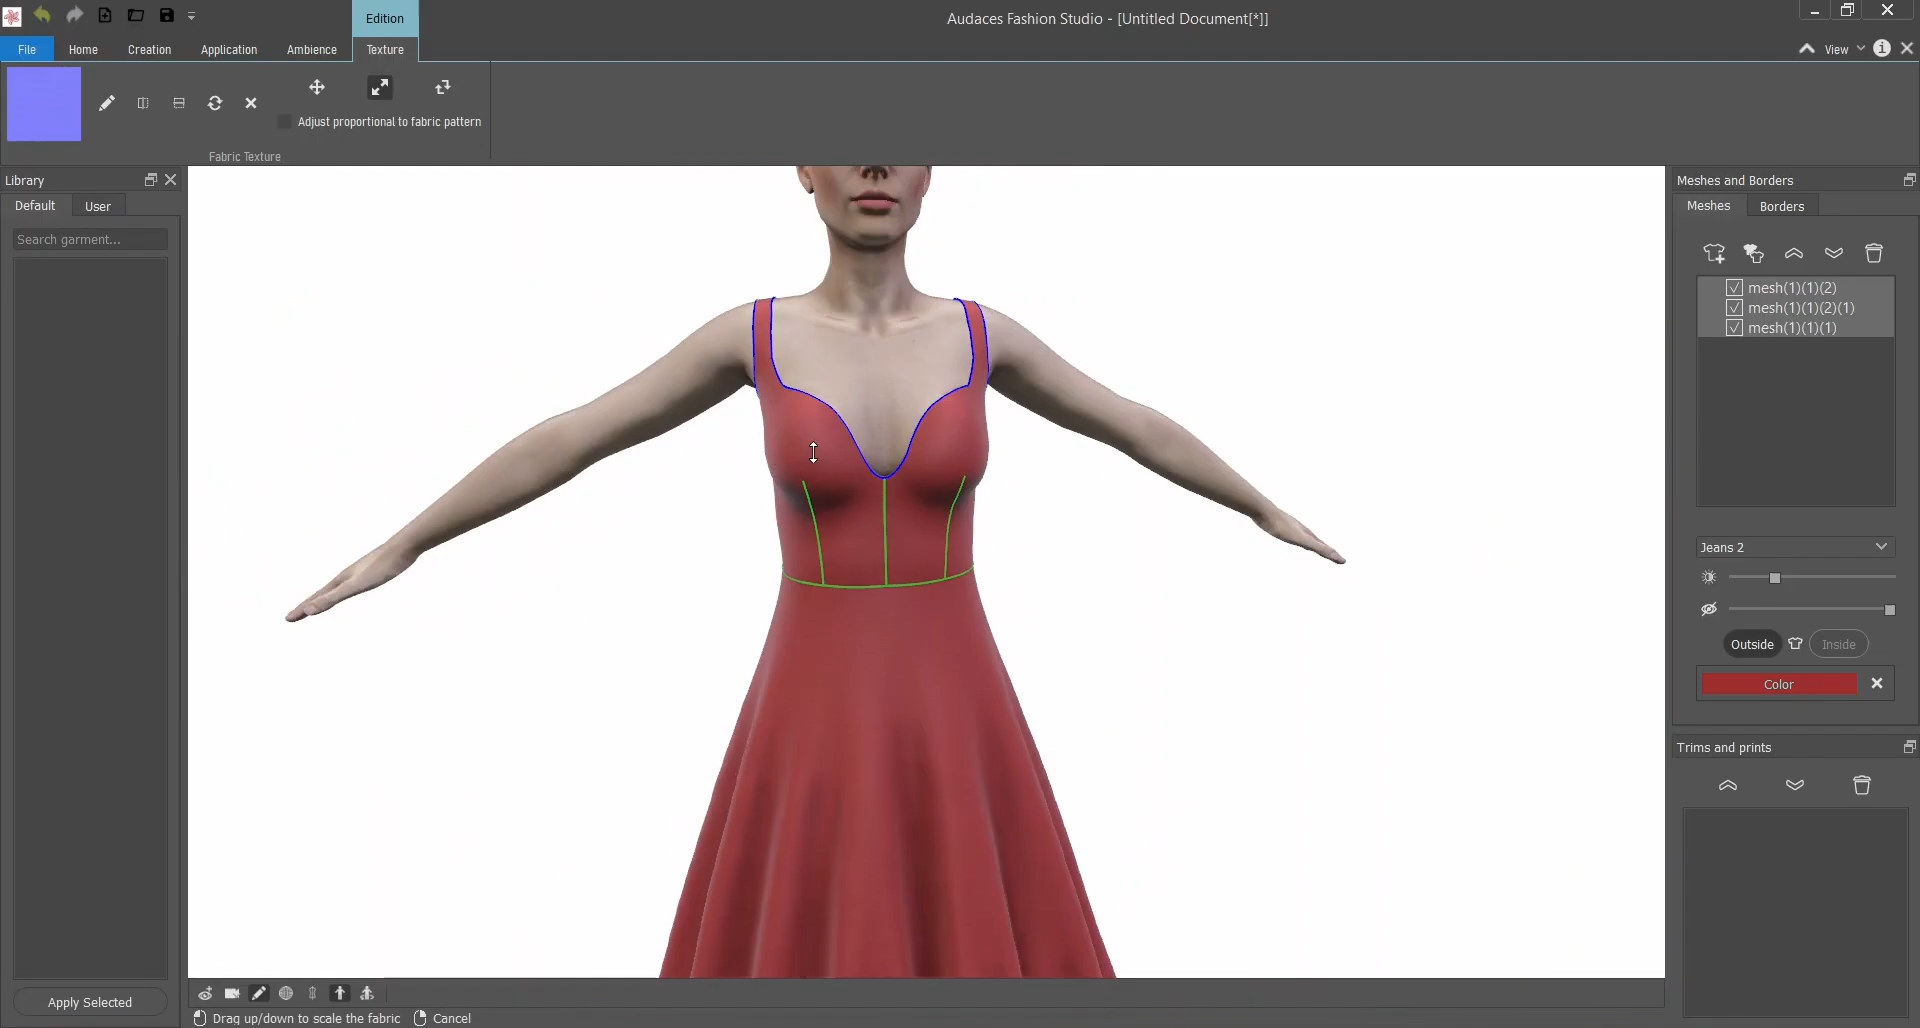 Edition
Audaces Fashion Studio - [Untitled Document[*]]
File
Home
Creation
Application
Ambience
Texture
View
Adjust proportional to fabric pattern
Fabric Texture
Library
Default
User
Search garment...
Apply Selected
Meshes and Borders
Meshes
Borders
mesh(1)(1)(2)
mesh(1)(1)(2)(1)
mesh(1)(1)(1)
Jeans 2
Outside
Inside
Color
Trims and prints
Drag up/down to scale the fabric
Cancel